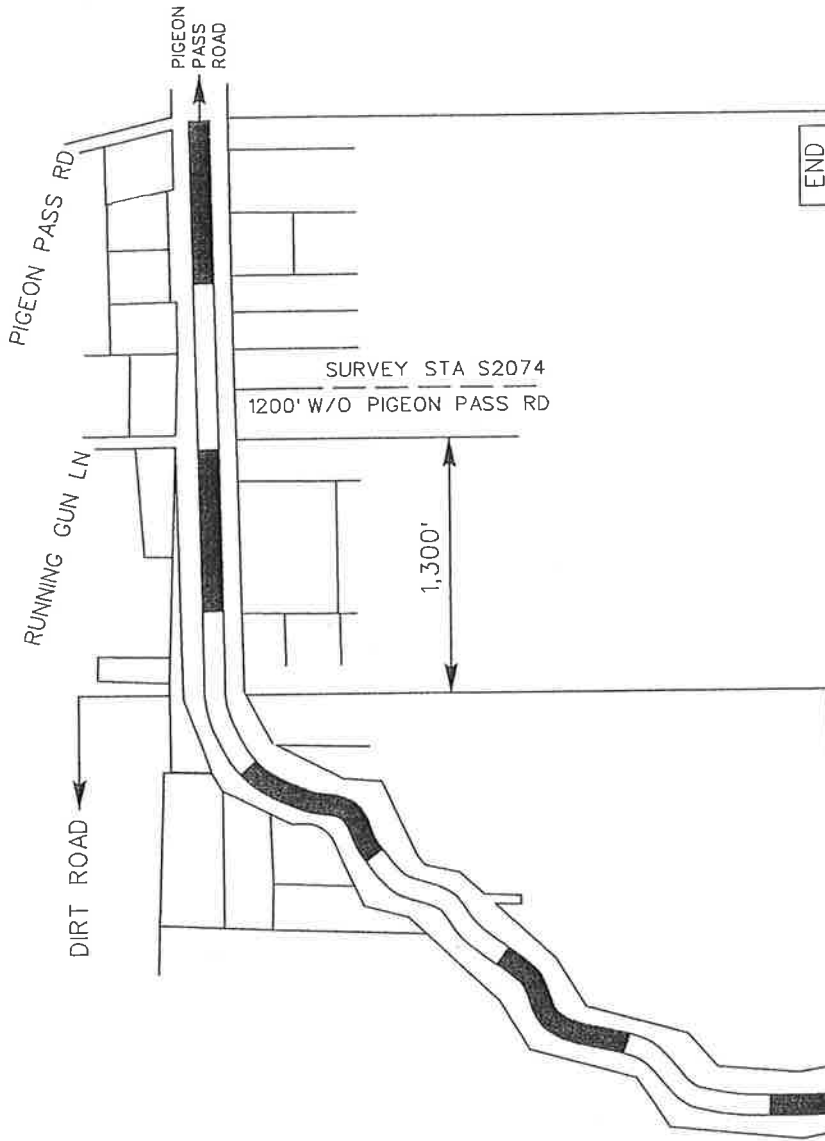 PIGEON
PASS
ROAD
PIGEON PASS RD
END
SURVEY STA S2074
1200' W/O PIGEON PASS RD
RUNNING GUN LN
1,300'
DIRT ROAD